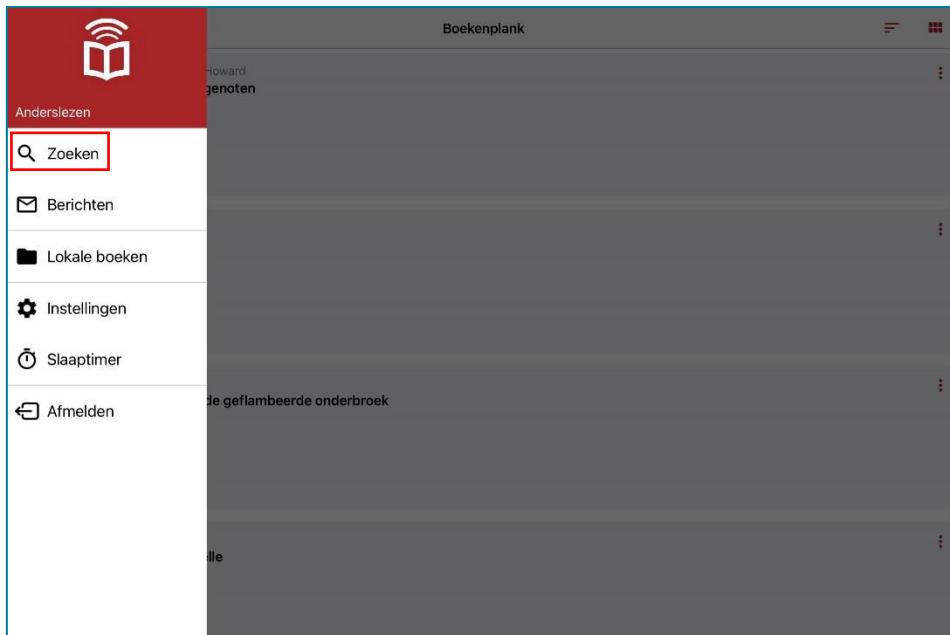 Boekenplank
Howard
genoten
Anderslezen
Zoeken
Berichten
Lokale boeken
Instellingen
Slaaptimer
de geflambeerde onderbroek
Afmelden
lle